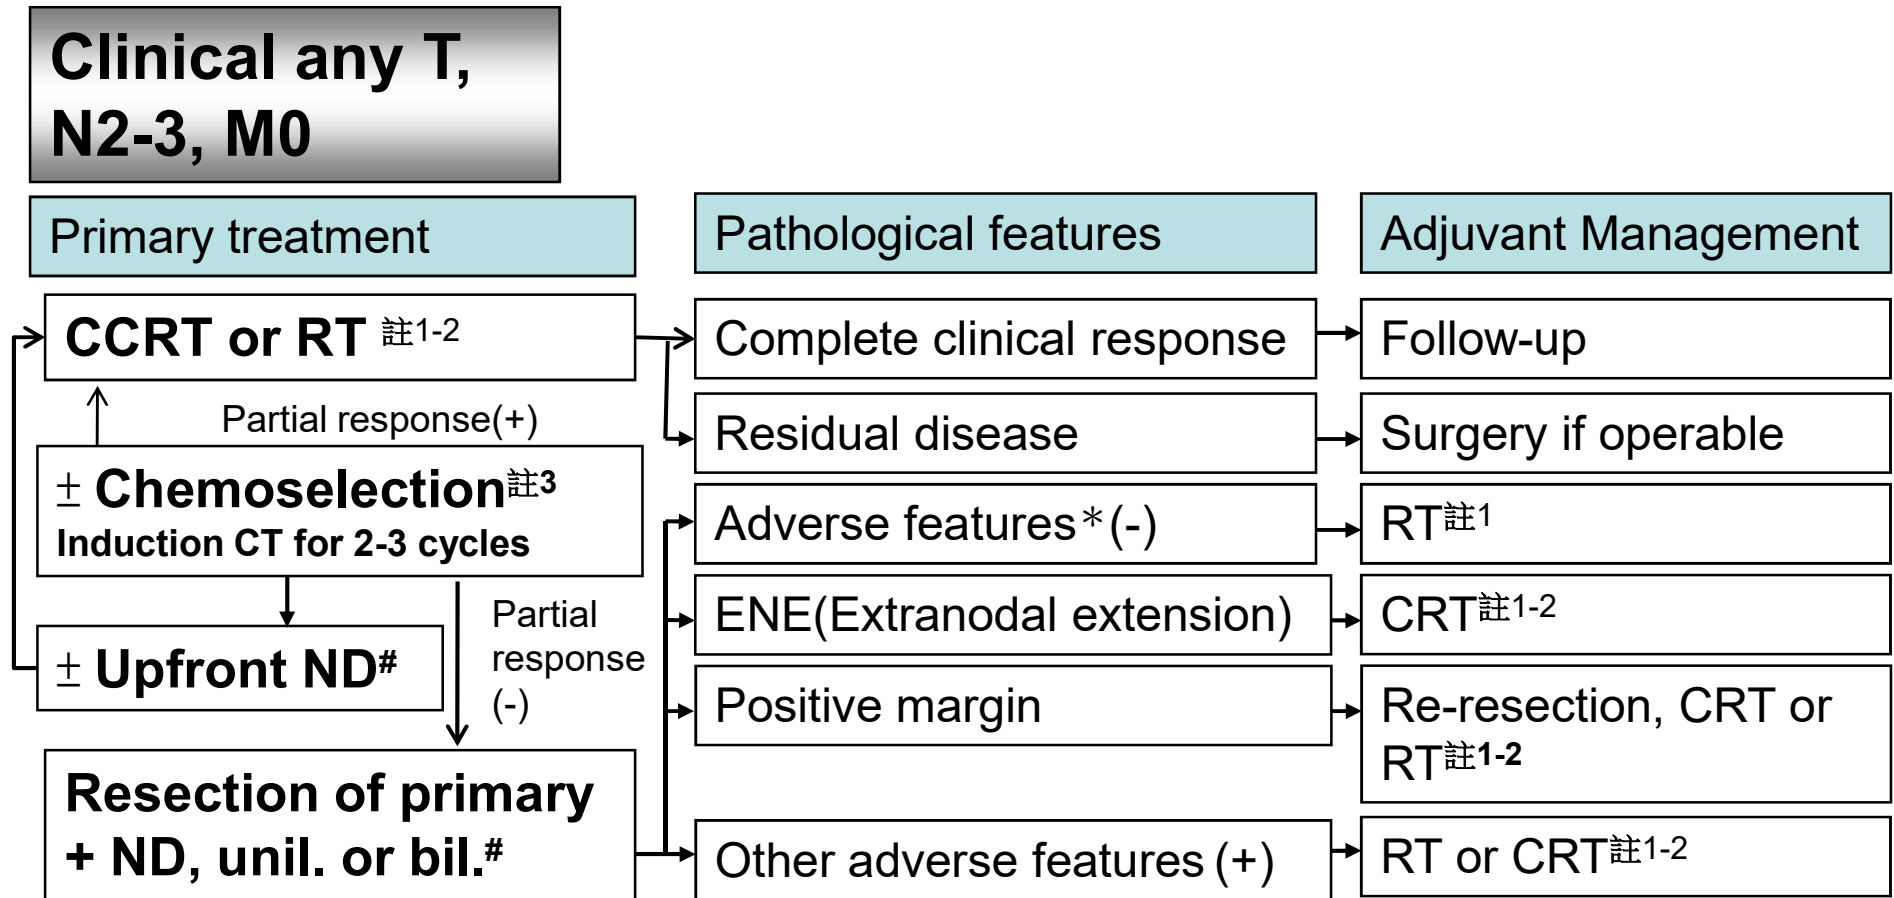 Clinical any T,
N2-3, M0
Primary treatment
Pathological features
Adjuvant Management
CCRT or RT 註1-2
Complete clinical response
Follow-up
Partial response(+)
Residual disease
Surgery if operable
± Chemoselection註3
Induction CT for 2-3 cycles
Adverse features*(-)
RT註1
Partial
response
(-)
ENE(Extranodal extension)
CRT註1-2
± Upfront ND#
Positive margin
Re-resection, CRT or
RT註1-2
Resection of primary
+ ND, unil. or bil.#
Other adverse features (+)
RT or CRT註1-2